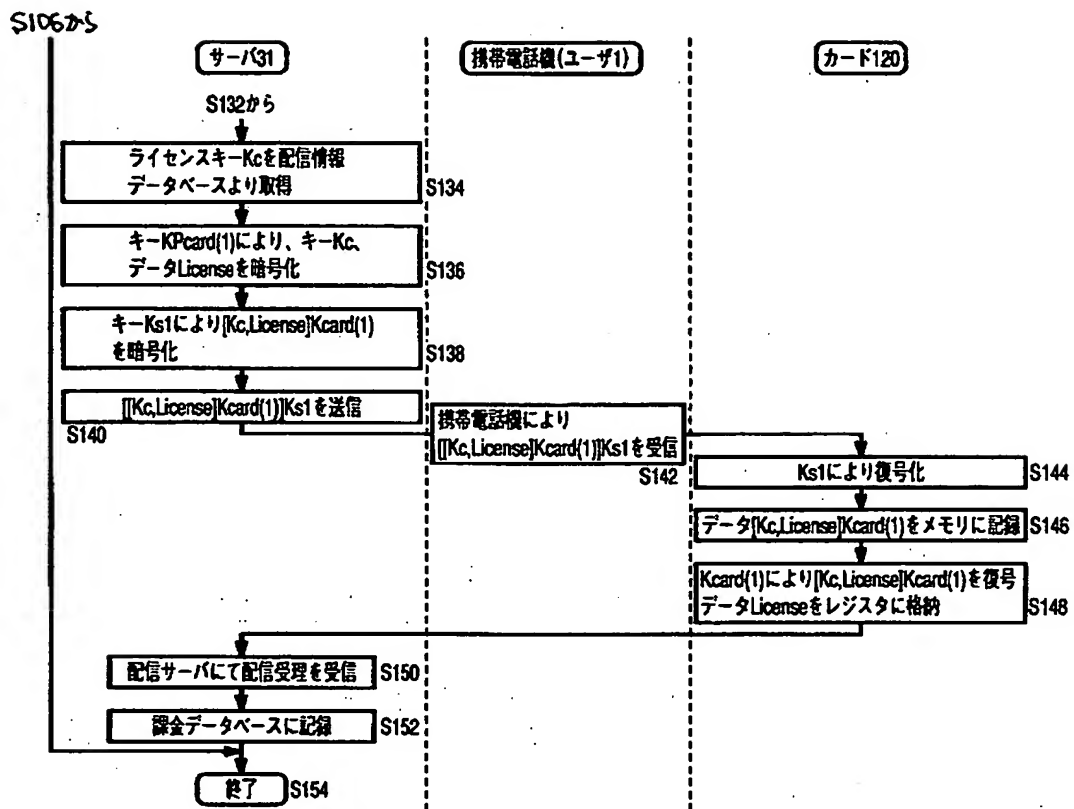 S106から
サーバ31
携帯電話機(ユーザ1)
カード120
S132から
ライセンスキーKcを配信情報
データベースより取得
S134
キーKPcard(1)により、キーKc、
データLicenseを暗号化
S136
キーKs1により[Kc,License]Kcard(1)
を暗号化
S138
[[Kc,License]Kcard(1)]Ks1を送信
S140
携帯電話機により
[[Kc,License]Kcard(1)]Ks1を受信
S142
Ks1により復号化
S144
データ[Kc,License]Kcard(1)をメモリに記録
S146
Kcard(1)により[Kc,License]Kcard(1)を復号
データLicenseをレジスタに格納
S148
配信サーバにて配信受理を受信
S150
課金データベースに記録
S152
終了
S154